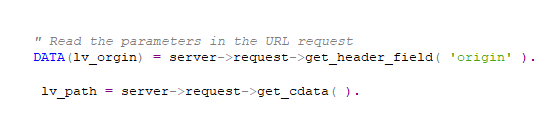 " Read the parameters in the URL request
DATA(lv_orgin) = server->request->get_header_field( 'origin' ).
lv_path = server->request->get_cdata( ).